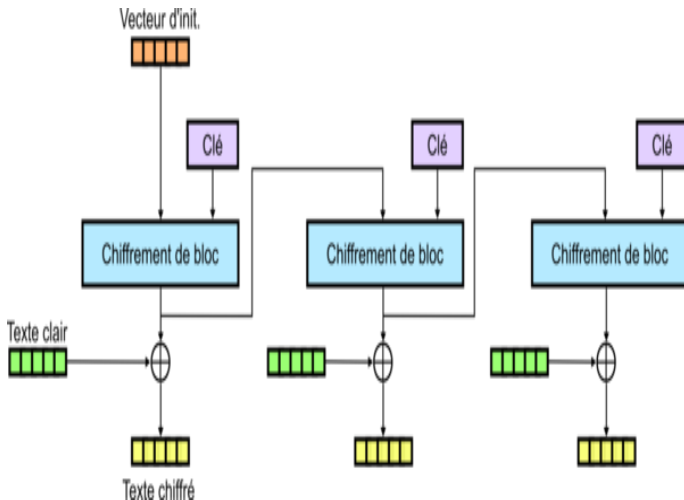 Vecteur d'init.
Clé
Clé
Clé
Chiffrement de bloc
Chiffrement de bloc
Chiffrement de bloc
Texte clair
Texte chiffré